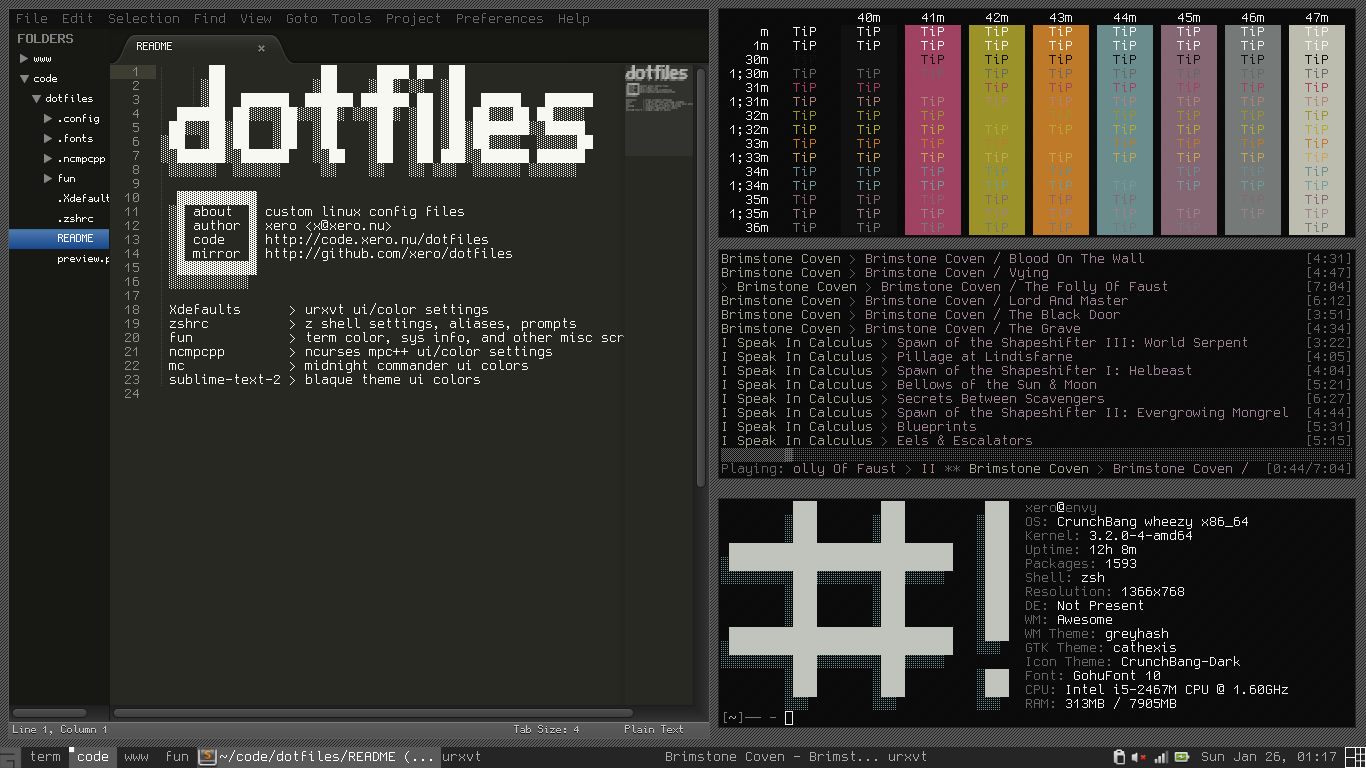 File Edit Selection Find View Goto Tools Project Preferences Help
FOLDERS
www
code
dotfiles
.config
.fonts
.ncmpcpp
fun
.Xdefault
.zshrc
README
preview.p
README ×
1
2
3
4
5
6
7
8
9
10
11
12
13
14
15
16
17
18
19
20
21
22
23
24
dotfiles
about custom linux config files
author xero <x@xero.nu>
code http://code.xero.nu/dotfiles
mirror http://github.com/xero/dotfiles
Xdefaults > urxvt ui/color settings
zshrc > z shell settings, aliases, prompts
fun > term color, sys info, and other misc scr
ncmpcpp > ncurses mpc++ ui/color settings
mc > midnight commander ui colors
sublime-text-2 > blaque theme ui colors
dotfiles
Line 1, Column 1 Tab Size: 4 Plain Text
40m 41m 42m 43m 44m 45m 46m 47m
m TiP TiP TiP TiP TiP TiP TiP TiP TiP
1m TiP TiP TiP TiP TiP TiP TiP TiP TiP
30m TiP TiP TiP TiP TiP TiP TiP
1;30m TiP TiP TiP TiP TiP TiP TiP TiP TiP
31m TiP TiP TiP TiP TiP TiP TiP TiP
1;31m TiP TiP TiP TiP TiP TiP TiP TiP TiP
32m TiP TiP TiP TiP TiP TiP TiP TiP
1;32m TiP TiP TiP TiP TiP TiP TiP TiP TiP
33m TiP TiP TiP TiP TiP TiP TiP TiP
1;33m TiP TiP TiP TiP TiP TiP TiP TiP TiP
34m TiP TiP TiP TiP TiP TiP TiP TiP
1;34m TiP TiP TiP TiP TiP TiP TiP TiP TiP
35m TiP TiP TiP TiP TiP TiP TiP TiP
1;35m TiP TiP TiP TiP TiP TiP TiP TiP TiP
36m TiP TiP TiP TiP TiP TiP TiP TiP
Brimstone Coven > Brimstone Coven / Blood On The Wall [4:31]
Brimstone Coven > Brimstone Coven / Vying [4:47]
> Brimstone Coven > Brimstone Coven / The Folly Of Faust [7:04]
Brimstone Coven > Brimstone Coven / Lord And Master [6:12]
Brimstone Coven > Brimstone Coven / The Black Door [3:51]
Brimstone Coven > Brimstone Coven / The Grave [4:34]
I Speak In Calculus > Spawn of the Shapeshifter III: World Serpent [3:22]
I Speak In Calculus > Pillage at Lindisfarne [4:05]
I Speak In Calculus > Spawn of the Shapeshifter I: Helbeast [4:04]
I Speak In Calculus > Bellows of the Sun & Moon [5:21]
I Speak In Calculus > Secrets Between Scavengers [6:27]
I Speak In Calculus > Spawn of the Shapeshifter II: Evergrowing Mongrel [4:44]
I Speak In Calculus > Blueprints [5:31]
I Speak In Calculus > Eels & Escalators [5:15]
Playing: olly Of Faust > II ** Brimstone Coven > Brimstone Coven / [0:44/7:04]
#!
xero@envy
OS: CrunchBang wheezy x86_64
Kernel: 3.2.0-4-amd64
Uptime: 12h 8m
Packages: 1593
Shell: zsh
Resolution: 1366x768
DE: Not Present
WM: Awesome
WM Theme: greyhash
GTK Theme: cathexis
Icon Theme: CrunchBang-Dark
Font: GohuFont 10
CPU: Intel i5-2467M CPU @ 1.60GHz
RAM: 313MB / 7905MB
[~]── -
term code www fun ~/code/dotfiles/README (... urxvt Brimstone Coven - Brimst... urxvt Sun Jan 26, 01:17